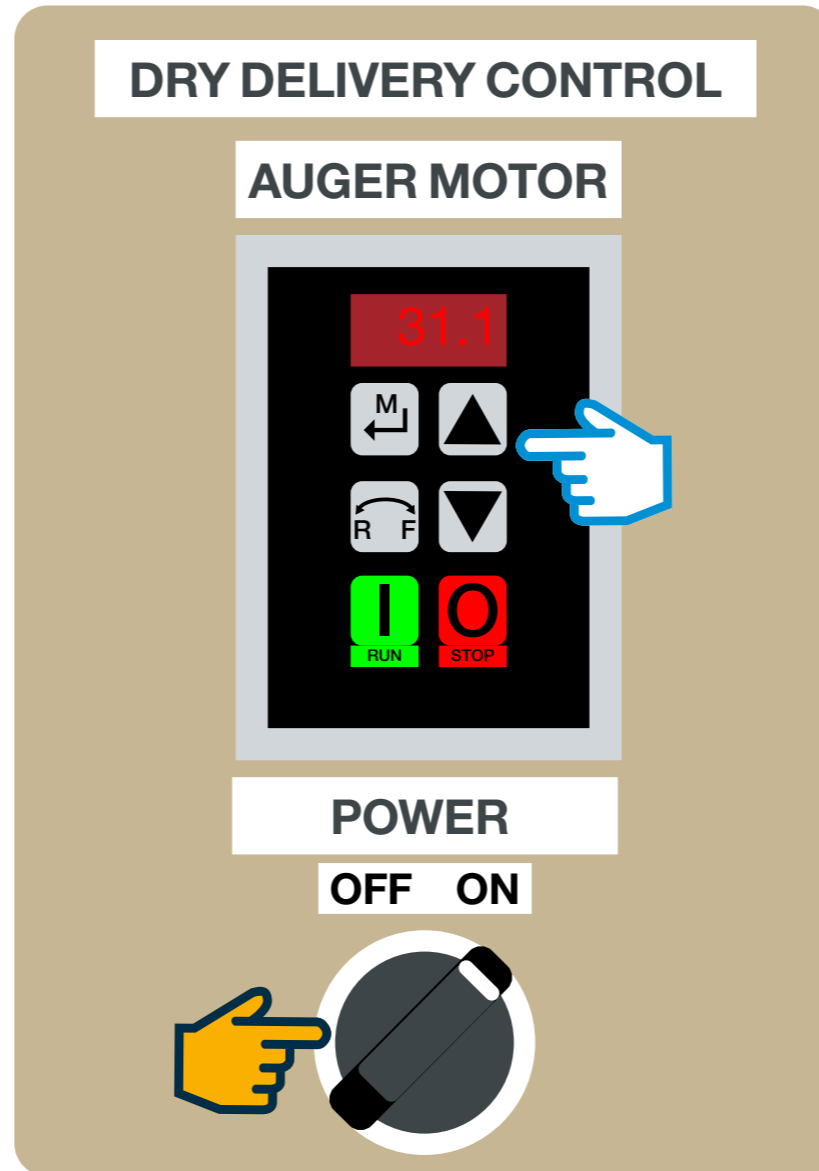 DRY DELIVERY CONTROL
AUGER MOTOR
31.1
M
R F
I O
RUN STOP
POWER
OFF ON